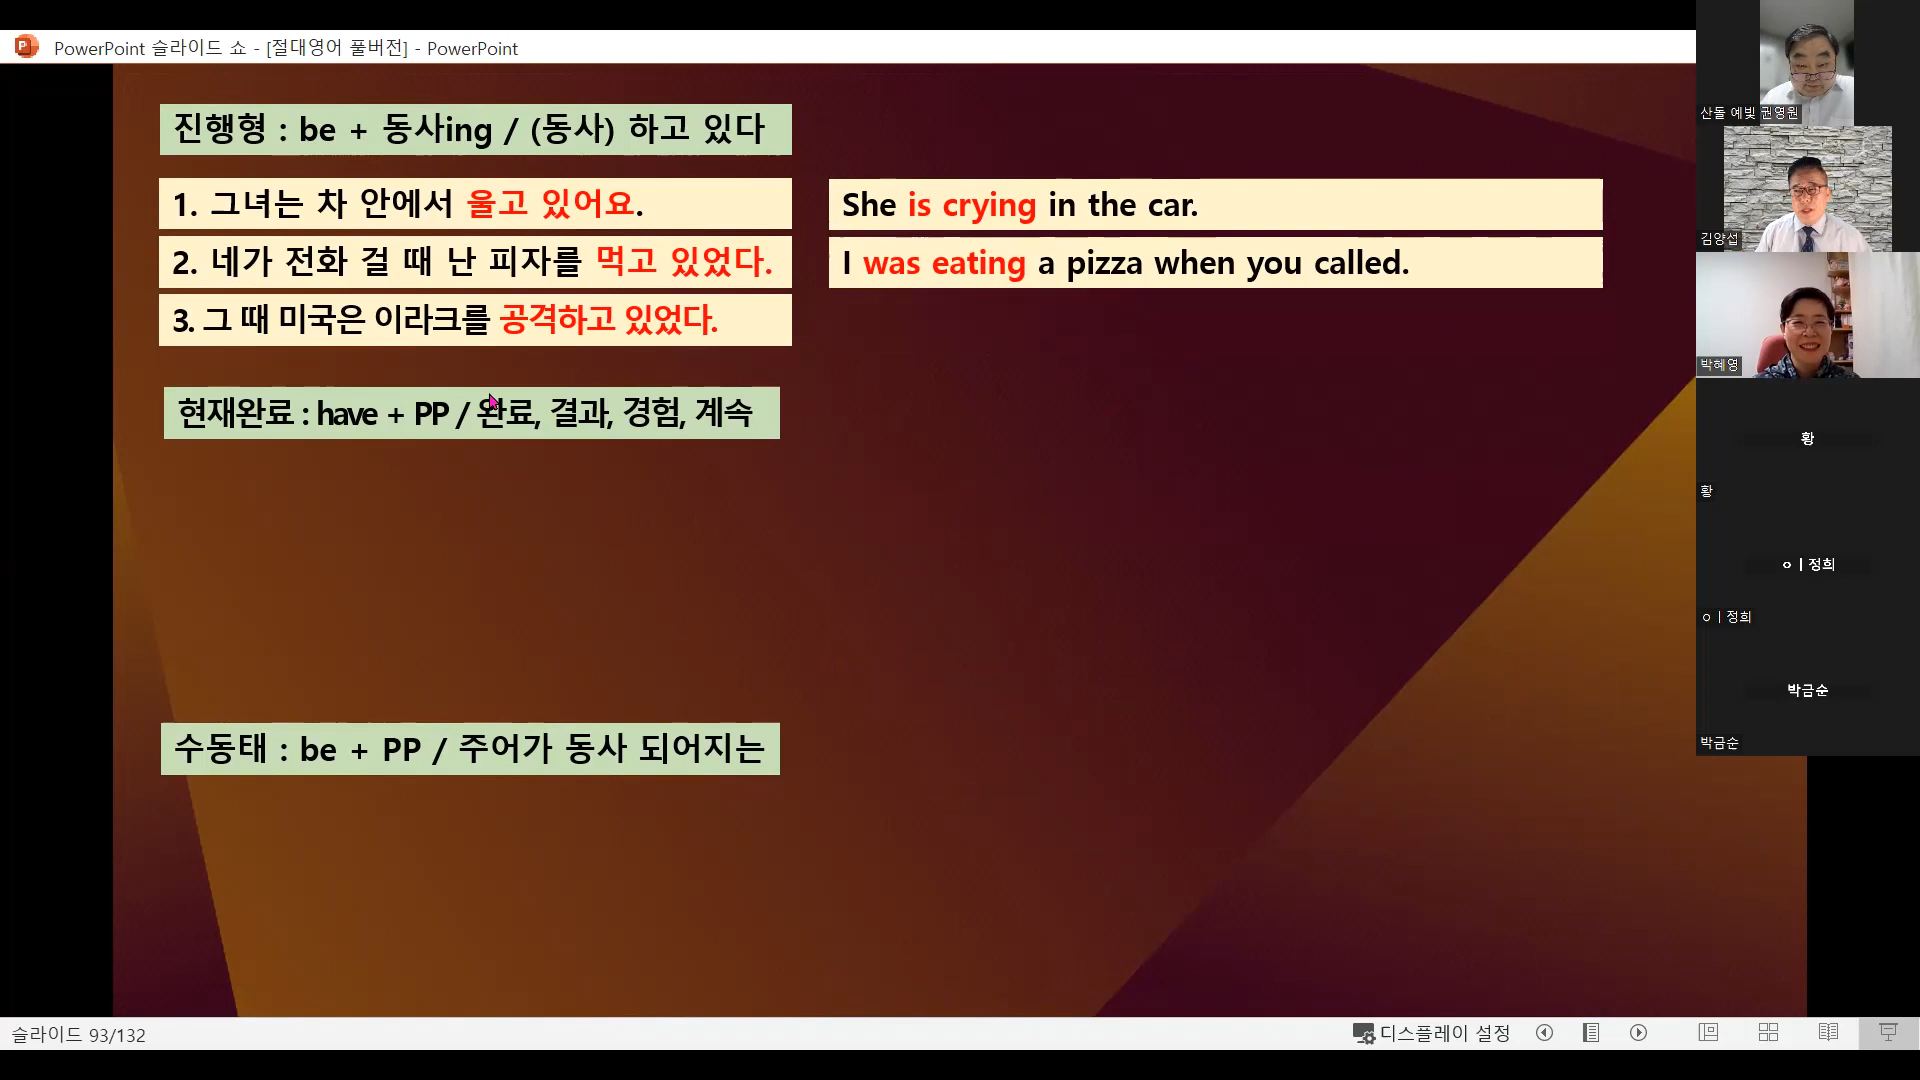 PowerPoint 슬라이드 쇼 - [절대영어 풀버전] - PowerPoint
진행형 : be + 동사ing / (동사) 하고 있다
1. 그녀는 차 안에서 울고 있어요.
She is crying in the car.
2. 네가 전화 걸 때 난 피자를 먹고 있었다.
I was eating a pizza when you called.
3. 그 때 미국은 이라크를 공격하고 있었다.
현재완료 : have + PP / 완료, 결과, 경험, 계속
수동태 : be + PP / 주어가 동사 되어지는
산돌 예빛 권영원
김양섭
박혜영
황
황
ㅇㅣ정희
ㅇㅣ정희
박금순
박금순
슬라이드 93/132
디스플레이 설정